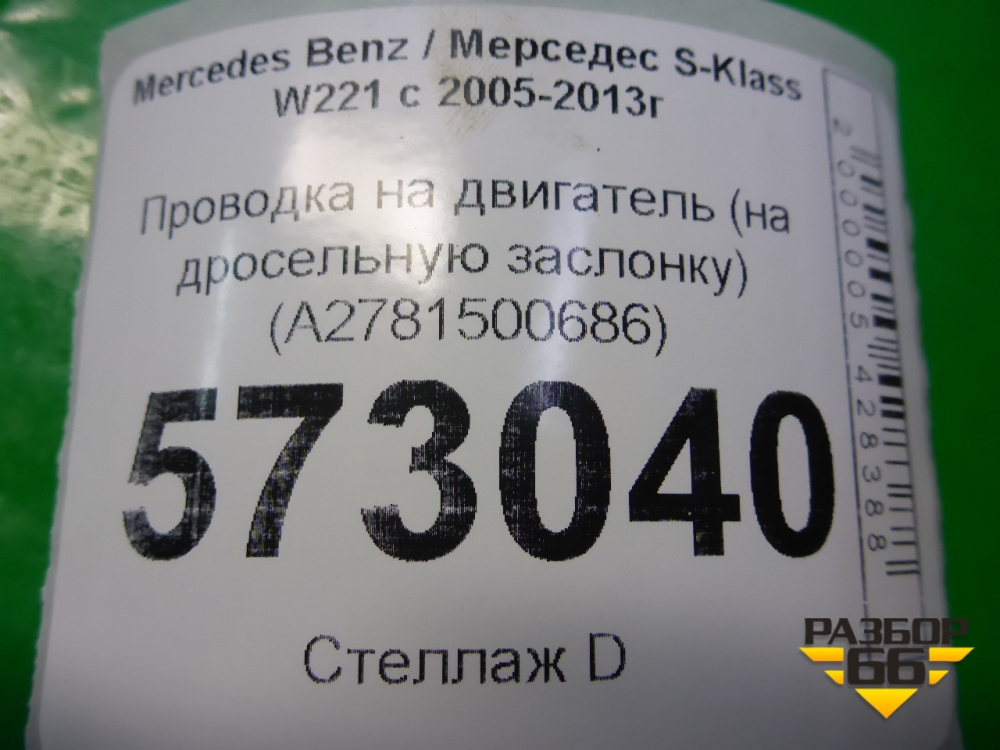 Mercedes Benz / Мерседес S-Klass
W221 с 2005-2013г
Проводка на двигатель (на
дросельную заслонку)
(A2781500686)
573040
Стеллаж D
2000005428388
РАЗБОР
66